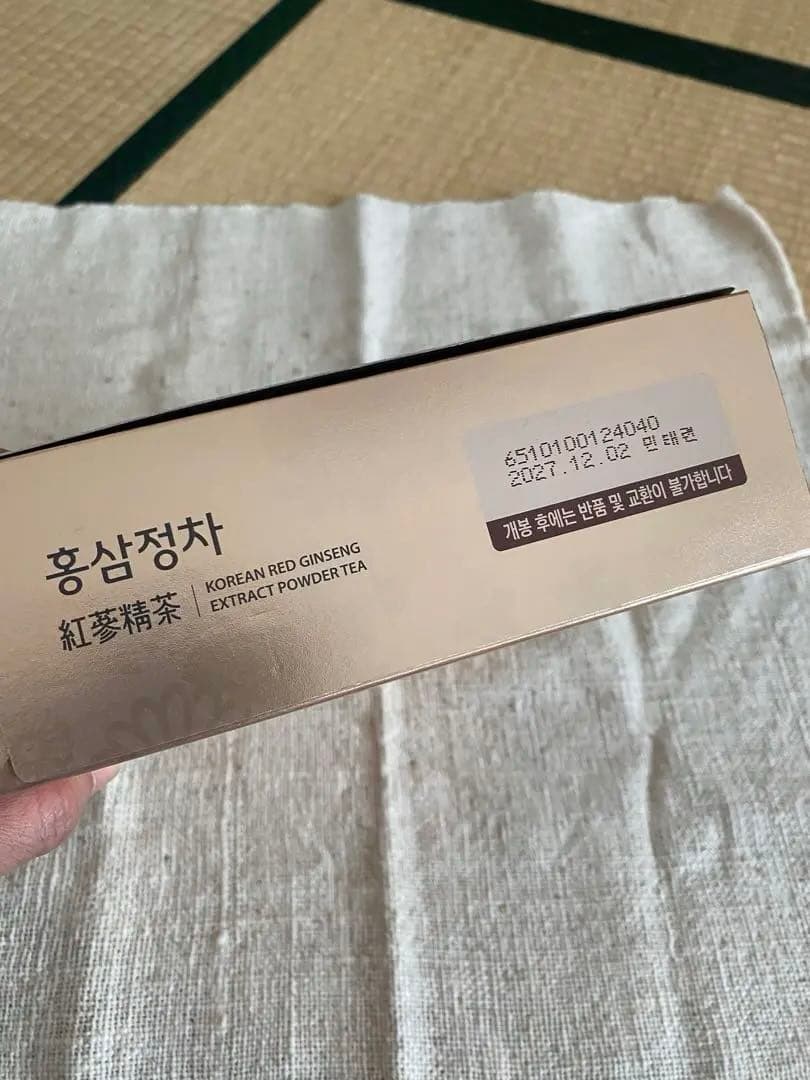 홍삼정차
紅蔘精茶
KOREAN RED GINSENG
EXTRACT POWDER TEA
6510100124040
2027.12.02 민태권
개봉 후에는 반품 및 교환이 불가합니다